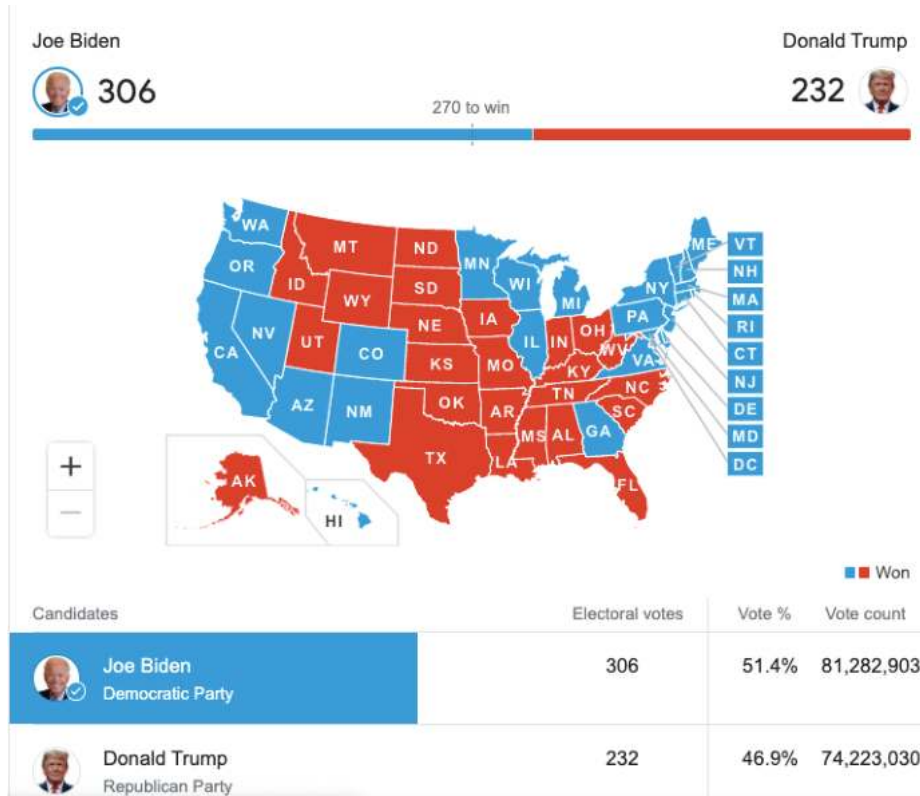 Joe Biden
Donald Trump
306
232
270 to win
WA
MT
ND
MN
ME
VT
OR
ID
SD
WI
NH
NY
MA
WY
MI
IA
PA
RI
NE
NV
UT
IL
IN
OH
CT
CO
WV
VA
CA
KS
MO
KY
NJ
NC
TN
DE
AZ
NM
OK
AR
SC
MD
MS
AL
GA
TX
LA
DC
+
AK
FL
−
HI
Won
Candidates
Electoral votes
Vote %
Vote count
Joe Biden
306
51.4%
81,282,903
Democratic Party
Donald Trump
232
46.9%
74,223,030
Republican Party